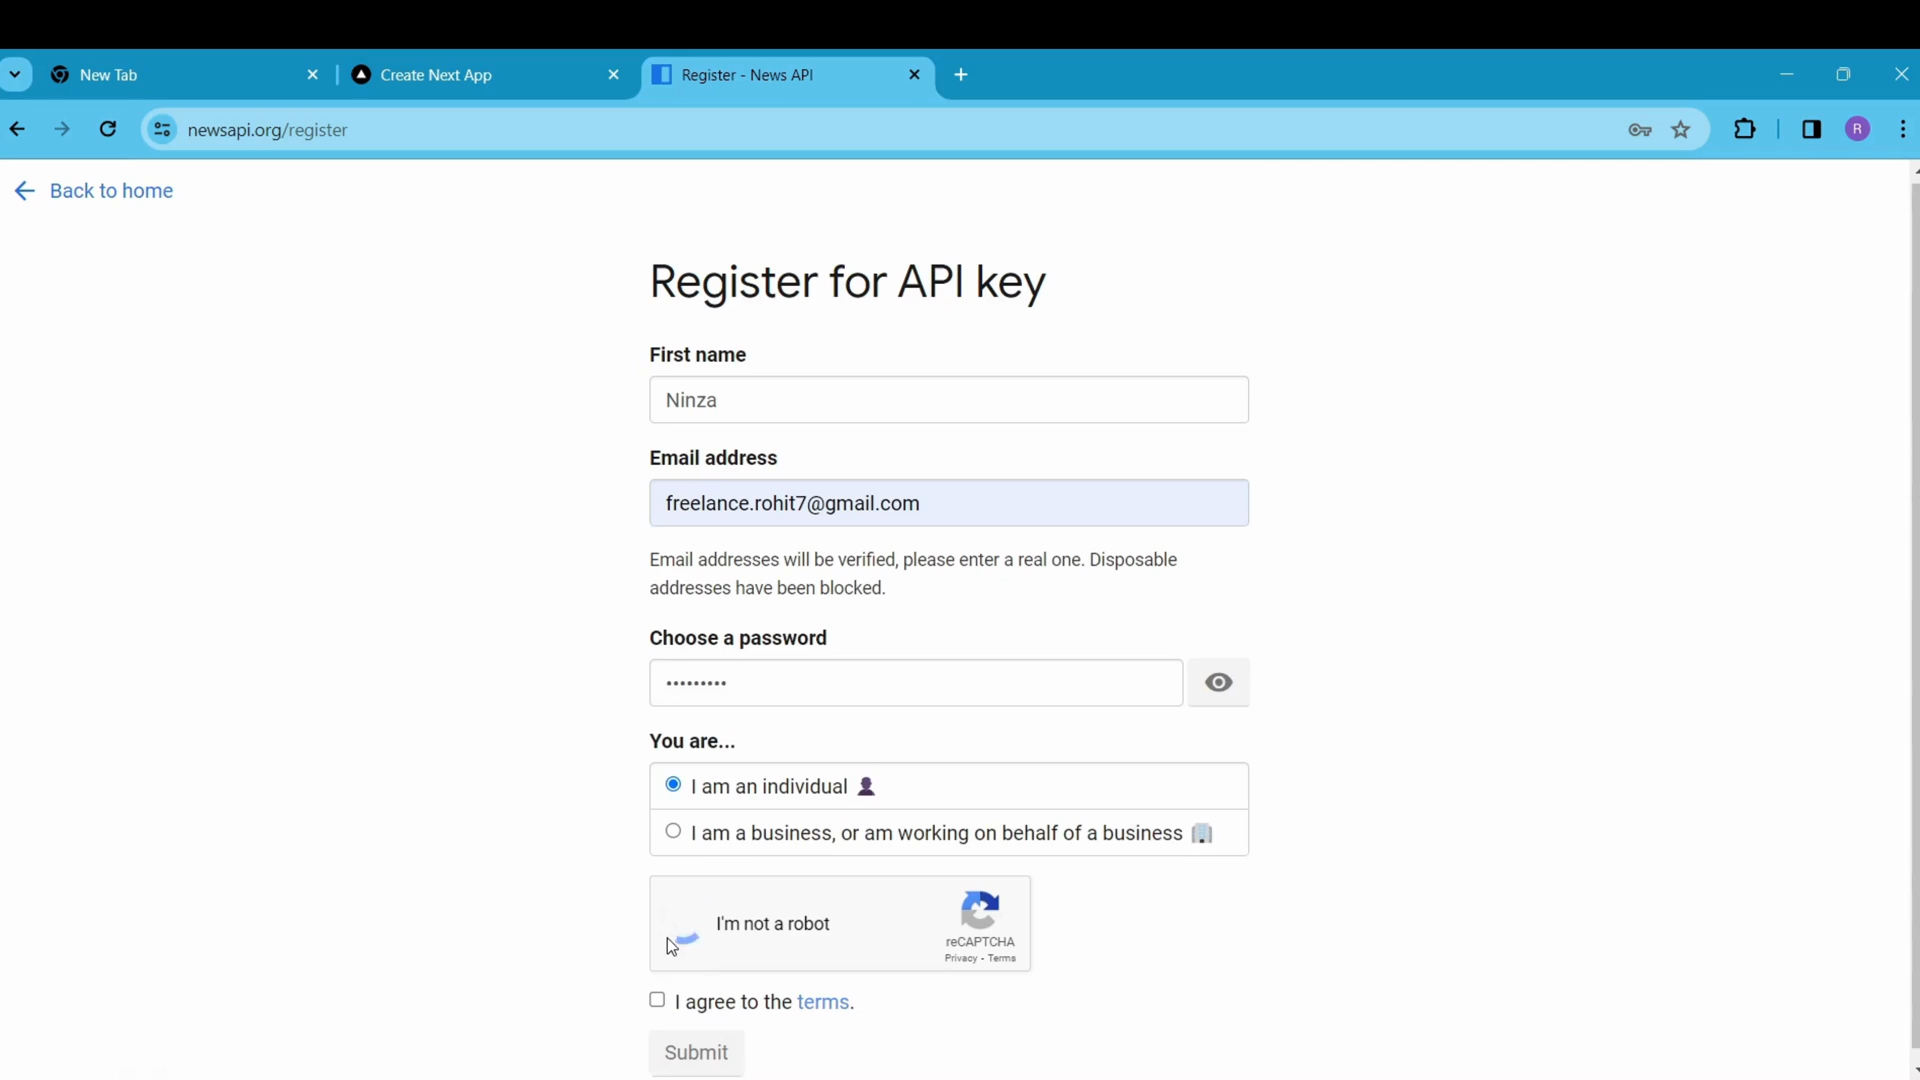 New Tab
Create Next App
Register - News API
newsapi.org/register
R
Back to home
Register for API key
First name
Ninza
Email address
freelance.rohit7@gmail.com
Email addresses will be verified, please enter a real one. Disposable
addresses have been blocked.
Choose a password
•••••••••
You are...
I am an individual
I am a business, or am working on behalf of a business
I'm not a robot
reCAPTCHA
Privacy - Terms
I agree to the terms.
Submit